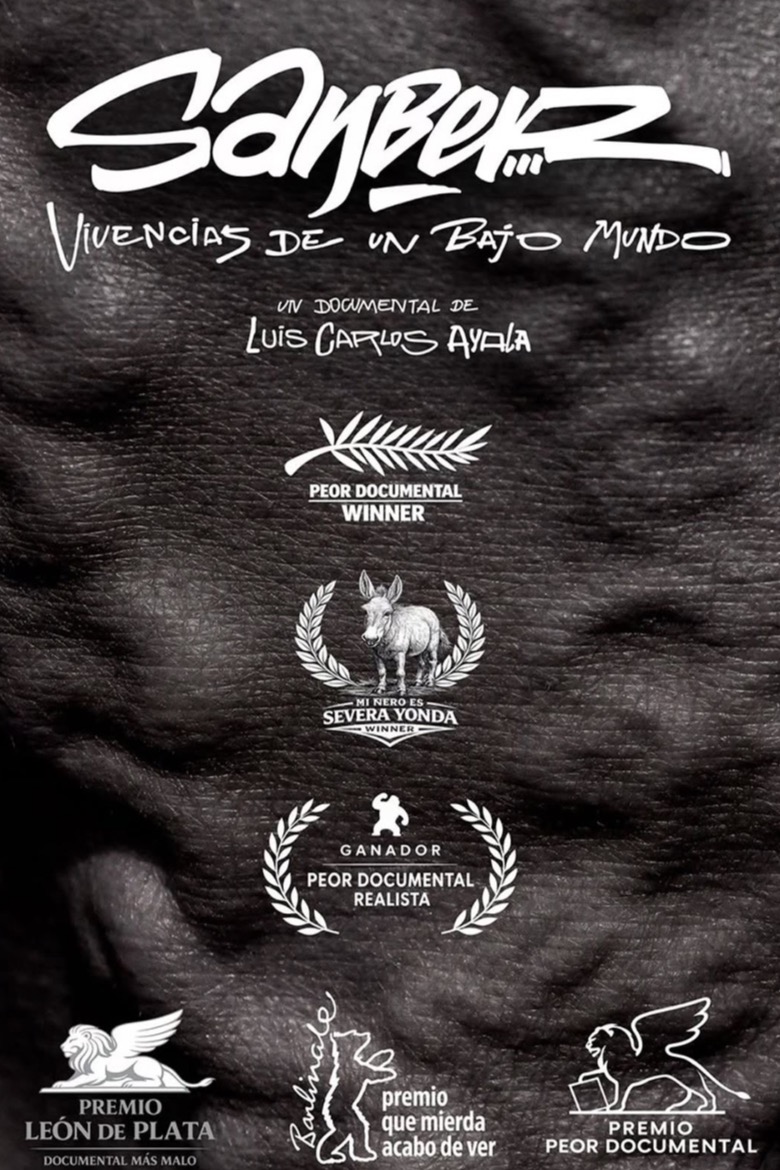 Sanber...
Vivencias de un Bajo Mundo
un documental de
Luis Carlos Ayala
PEOR DOCUMENTAL
WINNER
MI ÑERO ES
SEVERA YONDA
WINNER
GANADOR
PEOR DOCUMENTAL
REALISTA
PREMIO
LEÓN DE PLATA
DOCUMENTAL MÁS MALO
Barlinale
premio
que mierda
acabo de ver
PREMIO
PEOR DOCUMENTAL